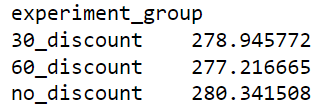 experiment_group
30_discount    278.945772
60_discount    277.216665
no_discount    280.341508